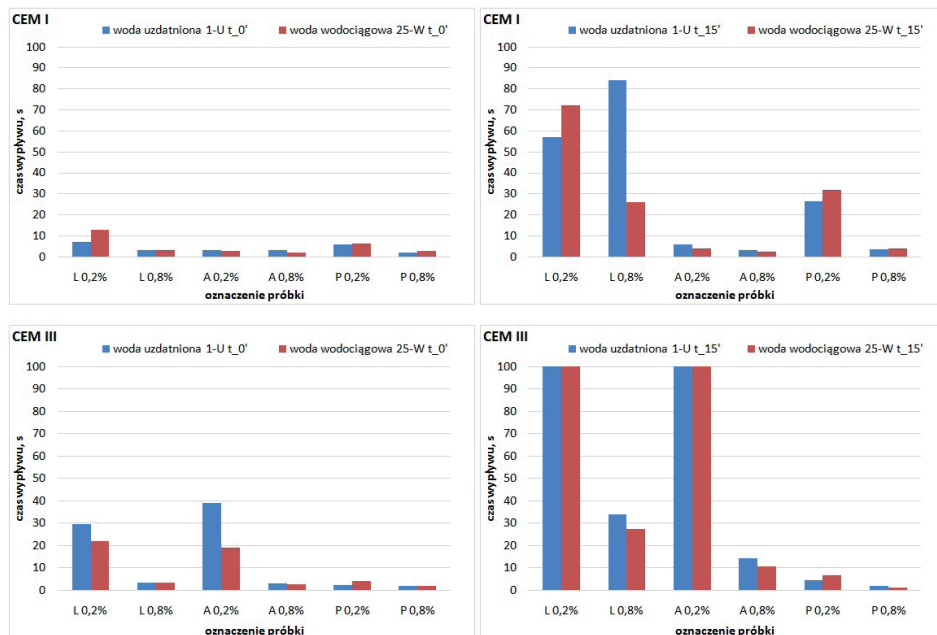 CEM I
woda uzdatniona 1-U t_0' woda wodociągowa 25-W t_0'
100
90
80
70
60
50
40
30
20
10
0
czas wypływu, s
L 0,2% L 0,8% A 0,2% A 0,8% P 0,2% P 0,8%
oznaczenie próbki
CEM I
woda uzdatniona 1-U t_15' woda wodociągowa 25-W t_15'
100
90
80
70
60
50
40
30
20
10
0
czas wypływu, s
L 0,2% L 0,8% A 0,2% A 0,8% P 0,2% P 0,8%
oznaczenie próbki
CEM III
woda uzdatniona 1-U t_0' woda wodociągowa 25-W t_0'
100
90
80
70
60
50
40
30
20
10
0
czas wypływu, s
L 0,2% L 0,8% A 0,2% A 0,8% P 0,2% P 0,8%
oznaczenie próbki
CEM III
woda uzdatniona 1-U t_15' woda wodociągowa 25-W t_15'
100
90
80
70
60
50
40
30
20
10
0
czas wypływu, s
L 0,2% L 0,8% A 0,2% A 0,8% P 0,2% P 0,8%
oznaczenie próbki